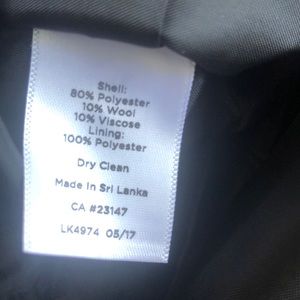 Shell:
80% Polyester
10% Wool
10% Viscose
Lining:
100% Polyester
Dry Clean
Made In Sri Lanka
CA #23147
LK4974 05/17